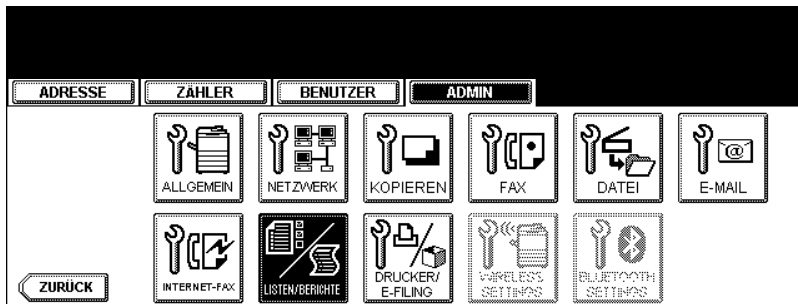 ADRESSE ZÄHLER BENUTZER ADMIN
ALLGEMEIN NETZWERK KOPIEREN FAX DATEI E-MAIL
INTERNET-FAX LISTEN/BERICHTE DRUCKER/ WIRELESS BLUETOOTH
E-FILING SETTINGS SETTINGS
ZURÜCK